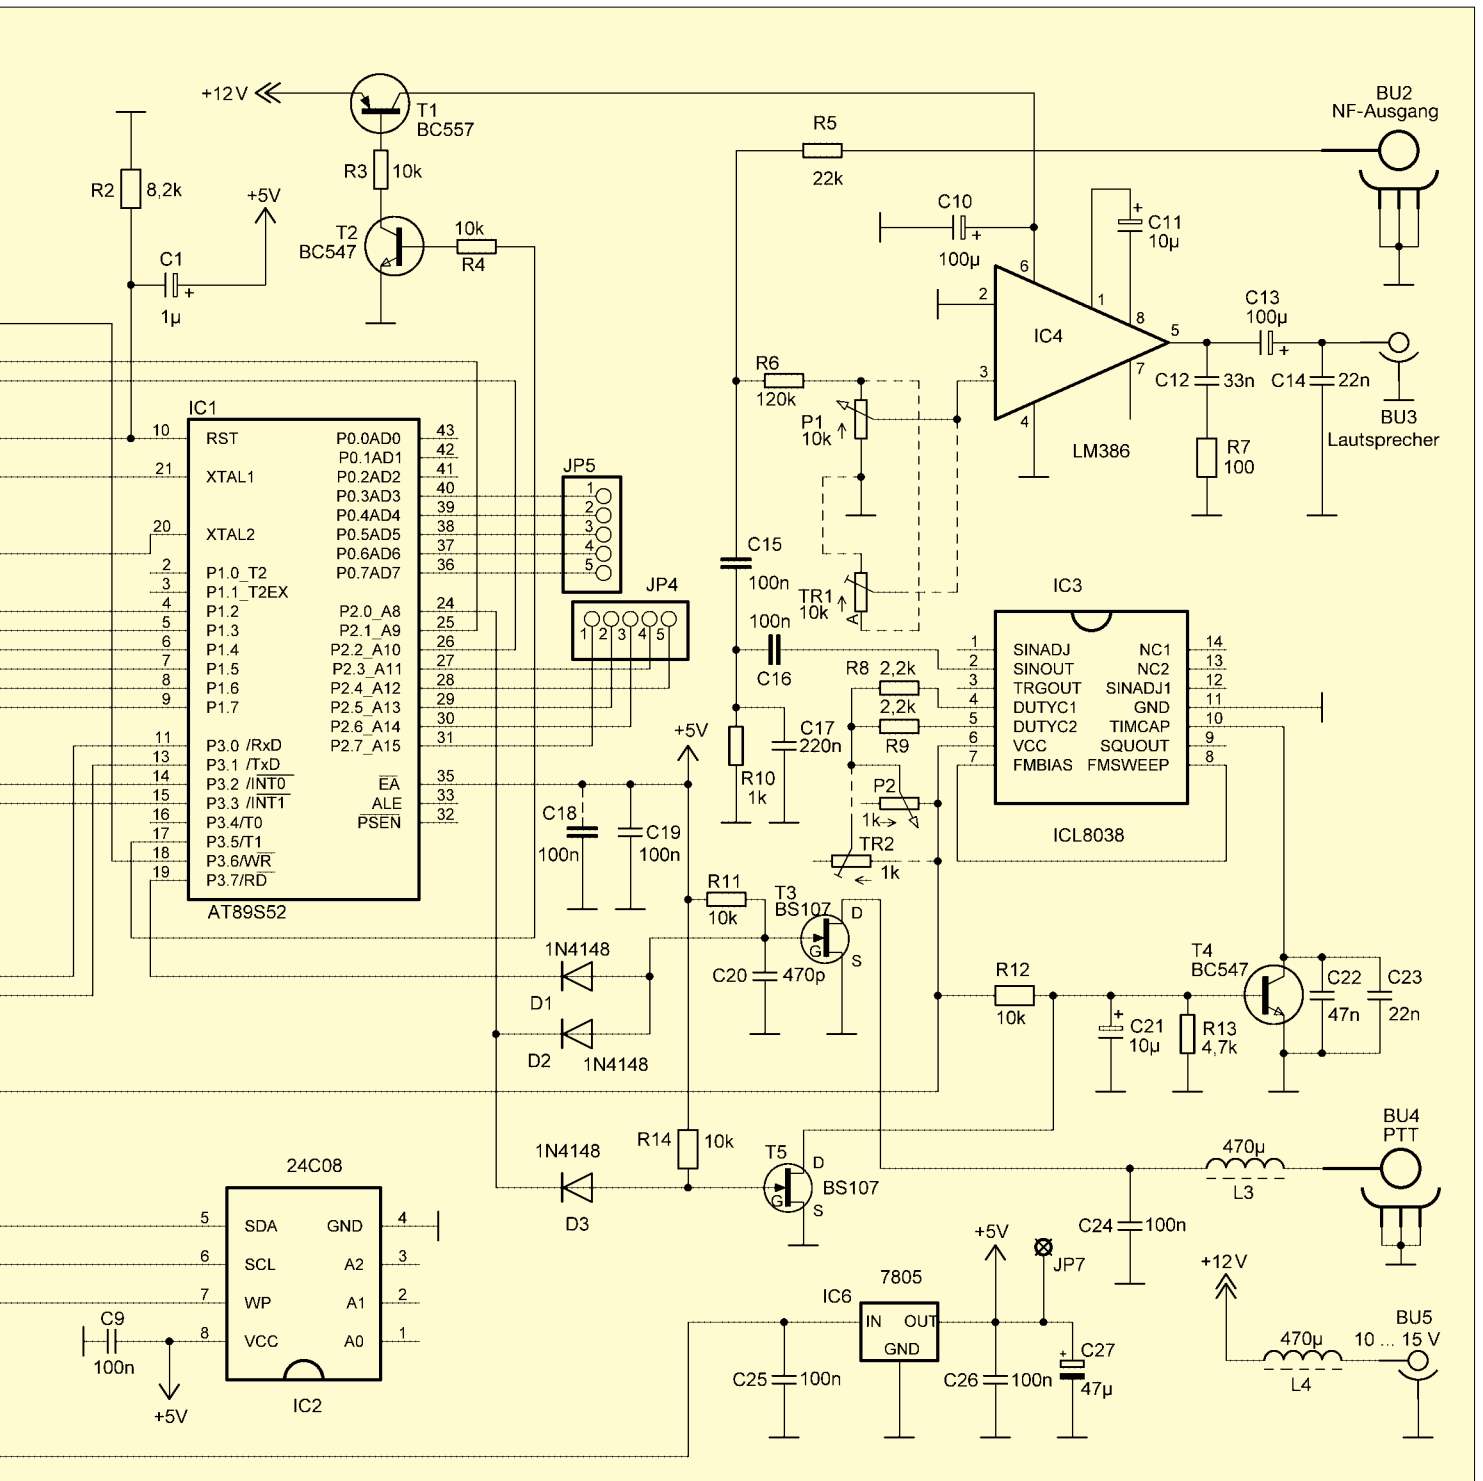 +12V
T1
BC557
R3 10k
T2
BC547
10k
R4
R2 8,2k
+5V
C1
+
1µ
R5
22k
BU2
NF-Ausgang
C10
+
100µ
+
C11
10µ
6
2
1
8
IC4
5
3
7
4
LM386
C13
100µ
+
C12 33n
C14 22n
R7
100
BU3
Lautsprecher
R6
120k
P1
10k
TR1
10k
A
C15
100n
100n
C16
IC1
10 RST P0.0AD0 43
P0.1AD1 42
21 XTAL1 P0.2AD2 41
P0.3AD3 40
P0.4AD4 39
20 XTAL2 P0.5AD5 38
P0.6AD6 37
2 P1.0_T2 P0.7AD7 36
3 P1.1_T2EX
4 P1.2 P2.0_A8 24
5 P1.3 P2.1_A9 25
6 P1.4 P2.2_A10 26
7 P1.5 P2.3_A11 27
8 P1.6 P2.4_A12 28
9 P1.7 P2.5_A13 29
P2.6_A14 30
11 P3.0 /RxD P2.7_A15 31
13 P3.1 /TxD
14 P3.2 /INT0 EA 35
15 P3.3 /INT1 ALE 33
16 P3.4/T0 PSEN 32
17 P3.5/T1
18 P3.6/WR
19 P3.7/RD
AT89S52
JP5
1
2
3
4
5
JP4
1 2 3 4 5
IC3
1 SINADJ NC1 14
2 SINOUT NC2 13
3 TRGOUT SINADJ1 12
4 DUTYC1 GND 11
5 DUTYC2 TIMCAP 10
6 VCC SQUOUT 9
7 FMBIAS FMSWEEP 8
ICL8038
R8 2,2k
2,2k
R9
P2
1k
TR2
1k
C17
220n
R10
1k
+5V
C18
100n
C19
100n
R11
10k
T3
BS107
D
G
S
C20 470p
1N4148
D1
D2
1N4148
R12
10k
T4
BC547
C22
47n
C23
22n
+
C21
10µ
R13
4,7k
R14 10k
1N4148
D3
T5
D
BS107
G
S
BU4
PTT
470µ
L3
C24 100n
24C08
5 SDA GND 4
6 SCL A2 3
7 WP A1 2
8 VCC A0 1
IC2
C9
100n
+5V
+5V
JP7
7805
IC6
IN OUT
GND
C25 100n
C26 100n
+
C27
47µ
+12V
470µ
L4
BU5
10 ... 15 V